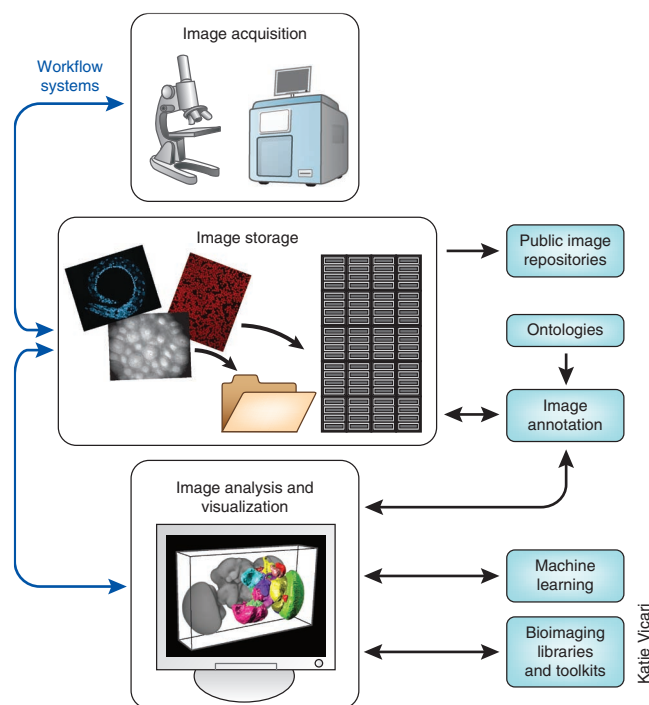 Image acquisition
Workflow
systems
Image storage
Public image
repositories
Ontologies
Image
annotation
Image analysis and
visualization
Machine
learning
Bioimaging
libraries
and toolkits
Katie Vicari